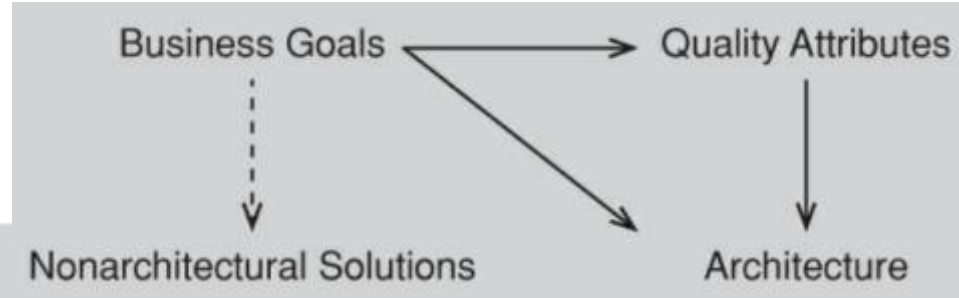 Business Goals
Quality Attributes
Nonarchitectural Solutions
Architecture